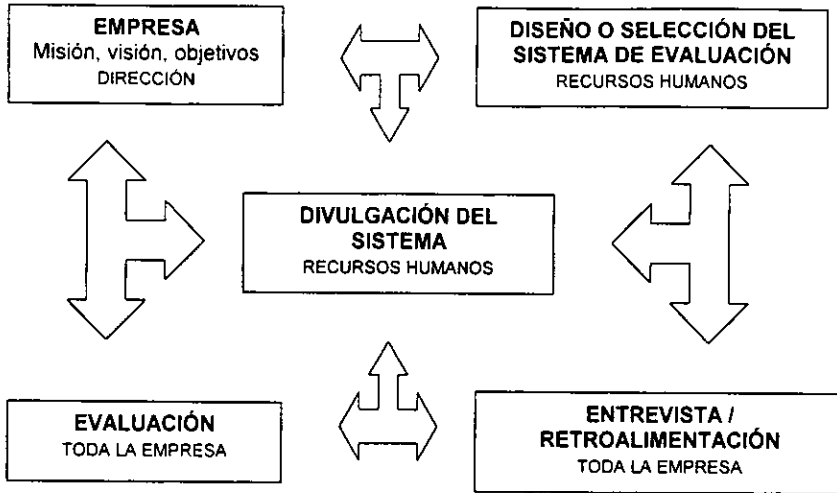 EMPRESA
Misión, visión, objetivos
DIRECCIÓN
DISEÑO O SELECCIÓN DEL
SISTEMA DE EVALUACIÓN
RECURSOS HUMANOS
DIVULGACIÓN DEL
SISTEMA
RECURSOS HUMANOS
EVALUACIÓN
TODA LA EMPRESA
ENTREVISTA /
RETROALIMENTACIÓN
TODA LA EMPRESA